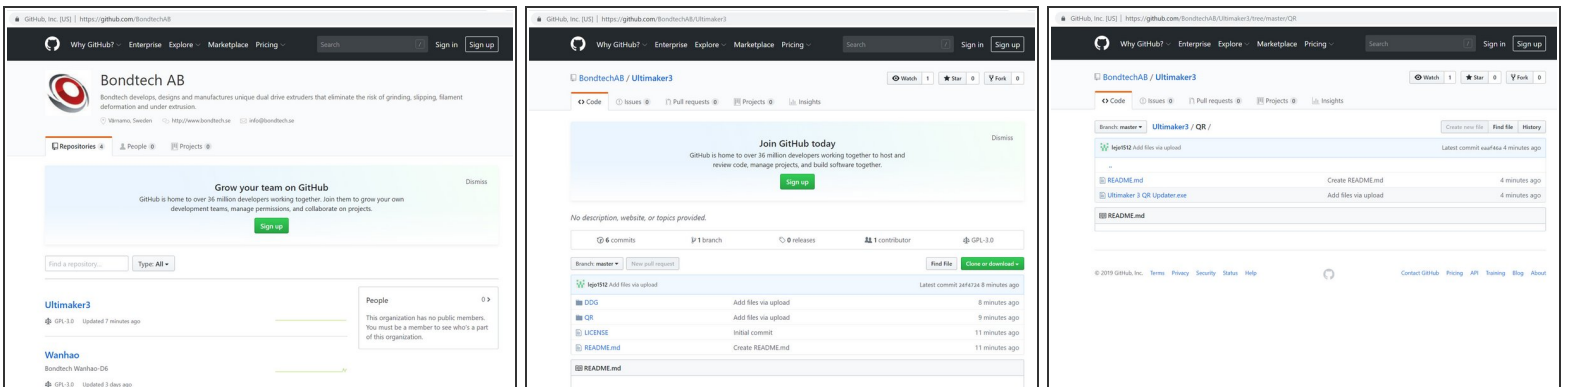 GitHub, Inc. [US] | https://github.com/BondtechAB
Why GitHub? Enterprise Explore Marketplace Pricing Search / Sign in Sign up
Bondtech AB
Bondtech develops, designs and manufactures unique dual drive extruders that eliminate the risk of grinding, slipping, filament
deformation and under extrusion.
Värnamo, Sweden http://www.bondtech.se info@bondtech.se
Repositories 4 People 0 Projects 0
Dismiss
Grow your team on GitHub
GitHub is home to over 36 million developers working together. Join them to grow your own
development teams, manage permissions, and collaborate on projects.
Sign up
Find a repository... Type: All
Ultimaker3
GPL-3.0 Updated 7 minutes ago
People 0
This organization has no public members.
You must be a member to see who's a part
of this organization.
Wanhao
Bondtech Wanhao-D6
GPL-3.0 Updated 3 days ago
GitHub, Inc. [US] | https://github.com/BondtechAB/Ultimaker3
Why GitHub? Enterprise Explore Marketplace Pricing Search / Sign in Sign up
BondtechAB / Ultimaker3 Watch 1 Star 0 Fork 0
Code Issues 0 Pull requests 0 Projects 0 Insights
Dismiss
Join GitHub today
GitHub is home to over 36 million developers working together to host and
review code, manage projects, and build software together.
Sign up
No description, website, or topics provided.
6 commits 1 branch 0 releases 1 contributor GPL-3.0
Branch: master New pull request Find File Clone or download
lejo1512 Add files via upload Latest commit 8 minutes ago
DDG Add files via upload 8 minutes ago
QR Add files via upload 9 minutes ago
LICENSE Initial commit 11 minutes ago
README.md Create README.md 11 minutes ago
README.md
GitHub, Inc. [US] | https://github.com/BondtechAB/Ultimaker3/tree/master/QR
Why GitHub? Enterprise Explore Marketplace Pricing Search / Sign in Sign up
BondtechAB / Ultimaker3 Watch 1 Star 0 Fork 0
Code Issues 0 Pull requests 0 Projects 0 Insights
Branch: master Ultimaker3 / QR / Create new file Find file History
lejo1512 Add files via upload Latest commit 4 minutes ago
..
README.md Create README.md 4 minutes ago
Ultimaker 3 QR Updater.exe Add files via upload 4 minutes ago
README.md
© 2019 GitHub, Inc. Terms Privacy Security Status Help Contact GitHub Pricing API Training Blog About